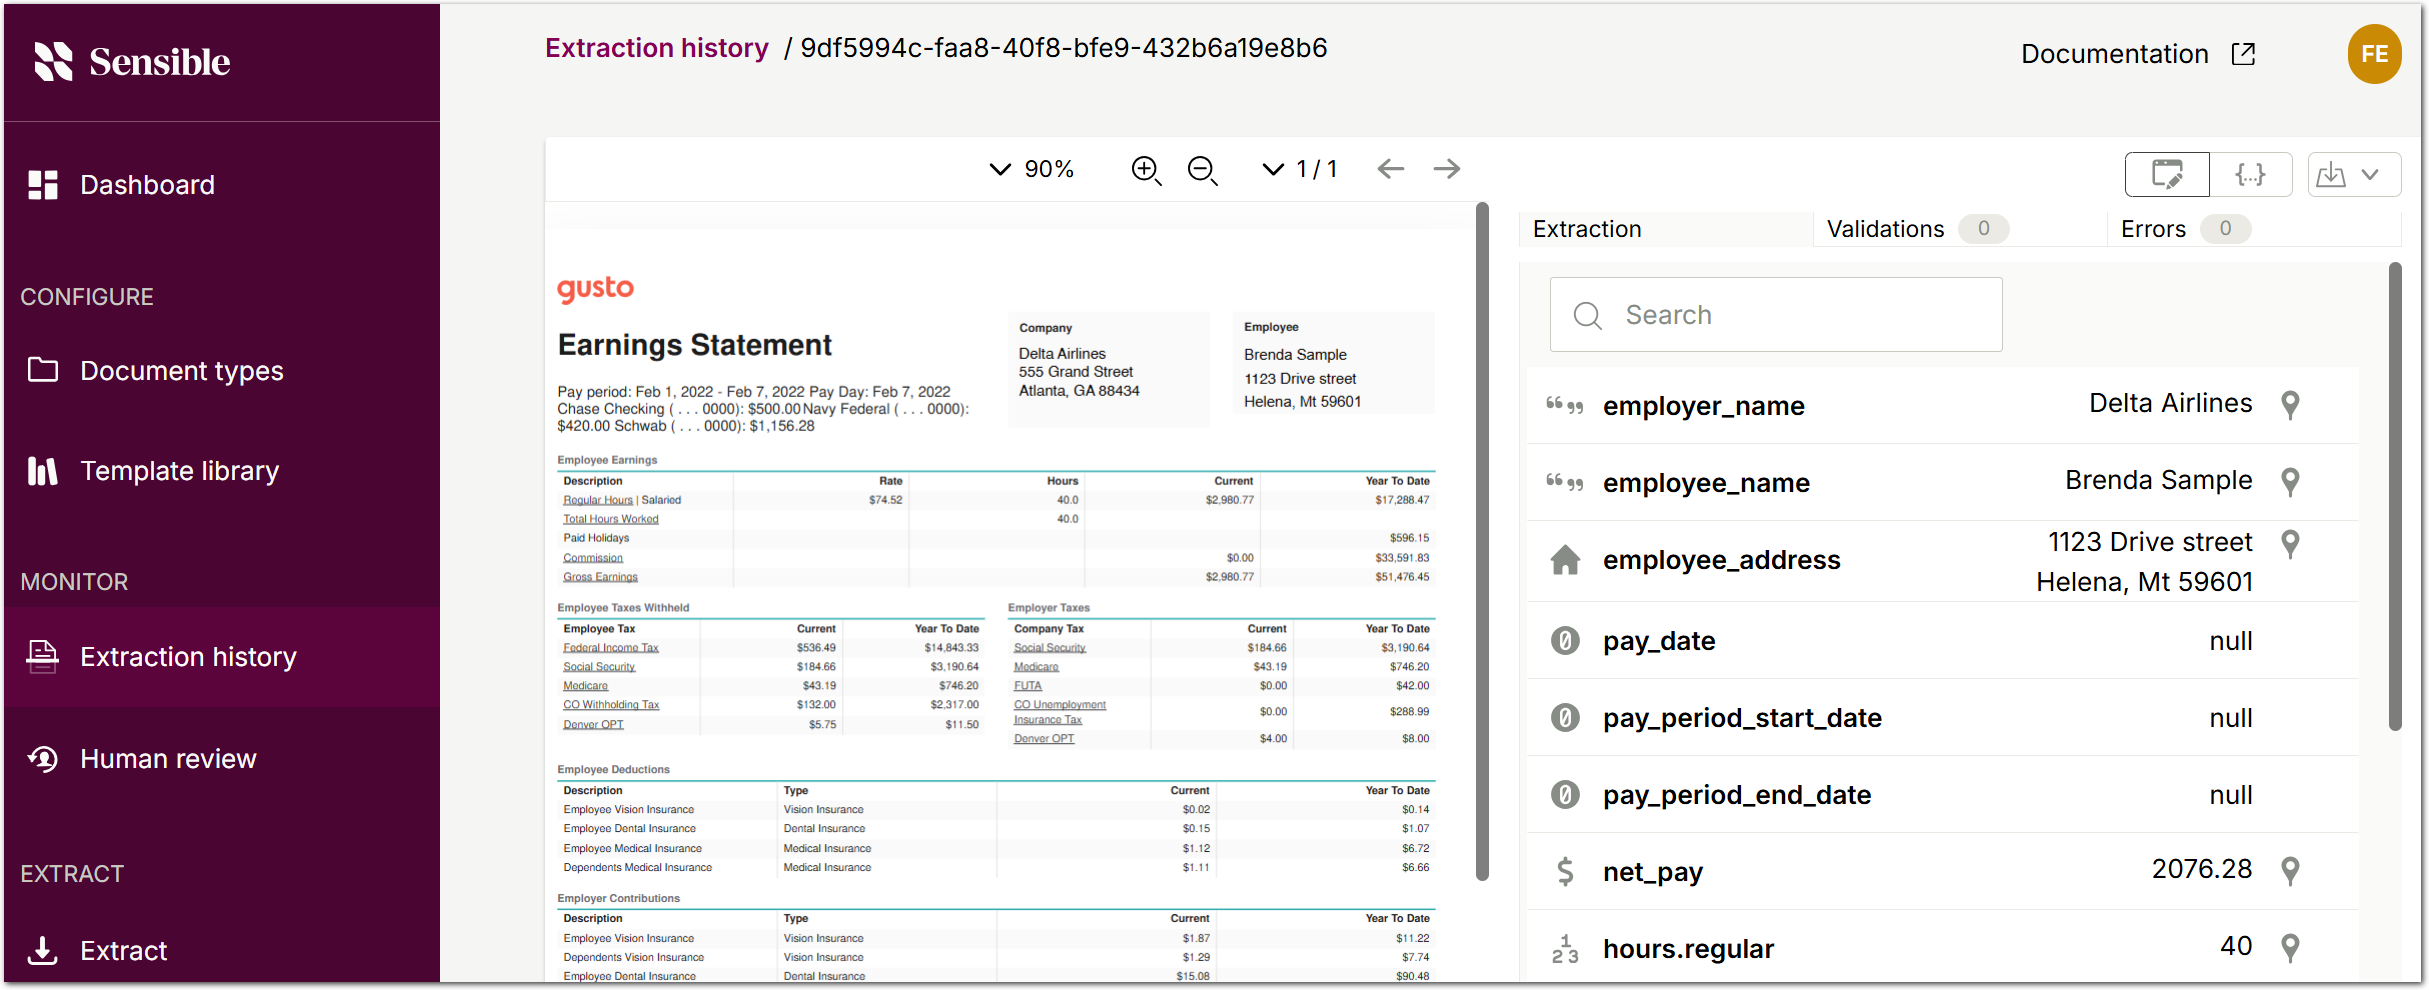 Sensible
Extraction history / 9df5994c-faa8-40f8-bfe9-432b6a19e8b6
Documentation
FE
Dashboard
CONFIGURE
Document types
Template library
MONITOR
Extraction history
Human review
EXTRACT
Extract
90%
1 / 1
{...}
gusto
Earnings Statement
Pay period: Feb 1, 2022 - Feb 7, 2022 Pay Day: Feb 7, 2022
Chase Checking ( . . . 0000): $500.00 Navy Federal ( . . . 0000):
$420.00 Schwab ( . . . 0000): $1,156.28
Company
Delta Airlines
555 Grand Street
Atlanta, GA 88434
Employee
Brenda Sample
1123 Drive street
Helena, Mt 59601
Employee Earnings
Description Rate Hours Current Year To Date
Regular Hours | Salaried $74.52 40.0 $2,980.77 $17,288.47
Total Hours Worked 40.0
Paid Holidays $596.15
Commission $0.00 $33,591.83
Gross Earnings $2,980.77 $51,476.45
Employee Taxes Withheld
Employee Tax Current Year To Date
Federal Income Tax $536.49 $14,843.33
Social Security $184.66 $3,190.64
Medicare $43.19 $746.20
CO Withholding Tax $132.00 $2,317.00
Denver OPT $5.75 $11.50
Employer Taxes
Company Tax Current Year To Date
Social Security $184.66 $3,190.64
Medicare $43.19 $746.20
FUTA $0.00 $42.00
CO Unemployment
Insurance Tax $0.00 $288.99
Denver OPT $4.00 $8.00
Employee Deductions
Description Type Current Year To Date
Employee Vision Insurance Vision Insurance $0.02 $0.14
Employee Dental Insurance Dental Insurance $0.15 $1.07
Employee Medical Insurance Medical Insurance $1.12 $6.72
Dependents Medical Insurance Medical Insurance $1.11 $6.66
Employer Contributions
Description Type Current Year To Date
Employee Vision Insurance Vision Insurance $1.87 $11.22
Dependents Vision Insurance Vision Insurance $1.29 $7.74
Employee Dental Insurance Dental Insurance $15.08 $90.48
Extraction
Validations 0
Errors 0
Search
employer_name Delta Airlines
employee_name Brenda Sample
employee_address 1123 Drive street
Helena, Mt 59601
pay_date null
pay_period_start_date null
pay_period_end_date null
$ net_pay 2076.28
123 hours.regular 40